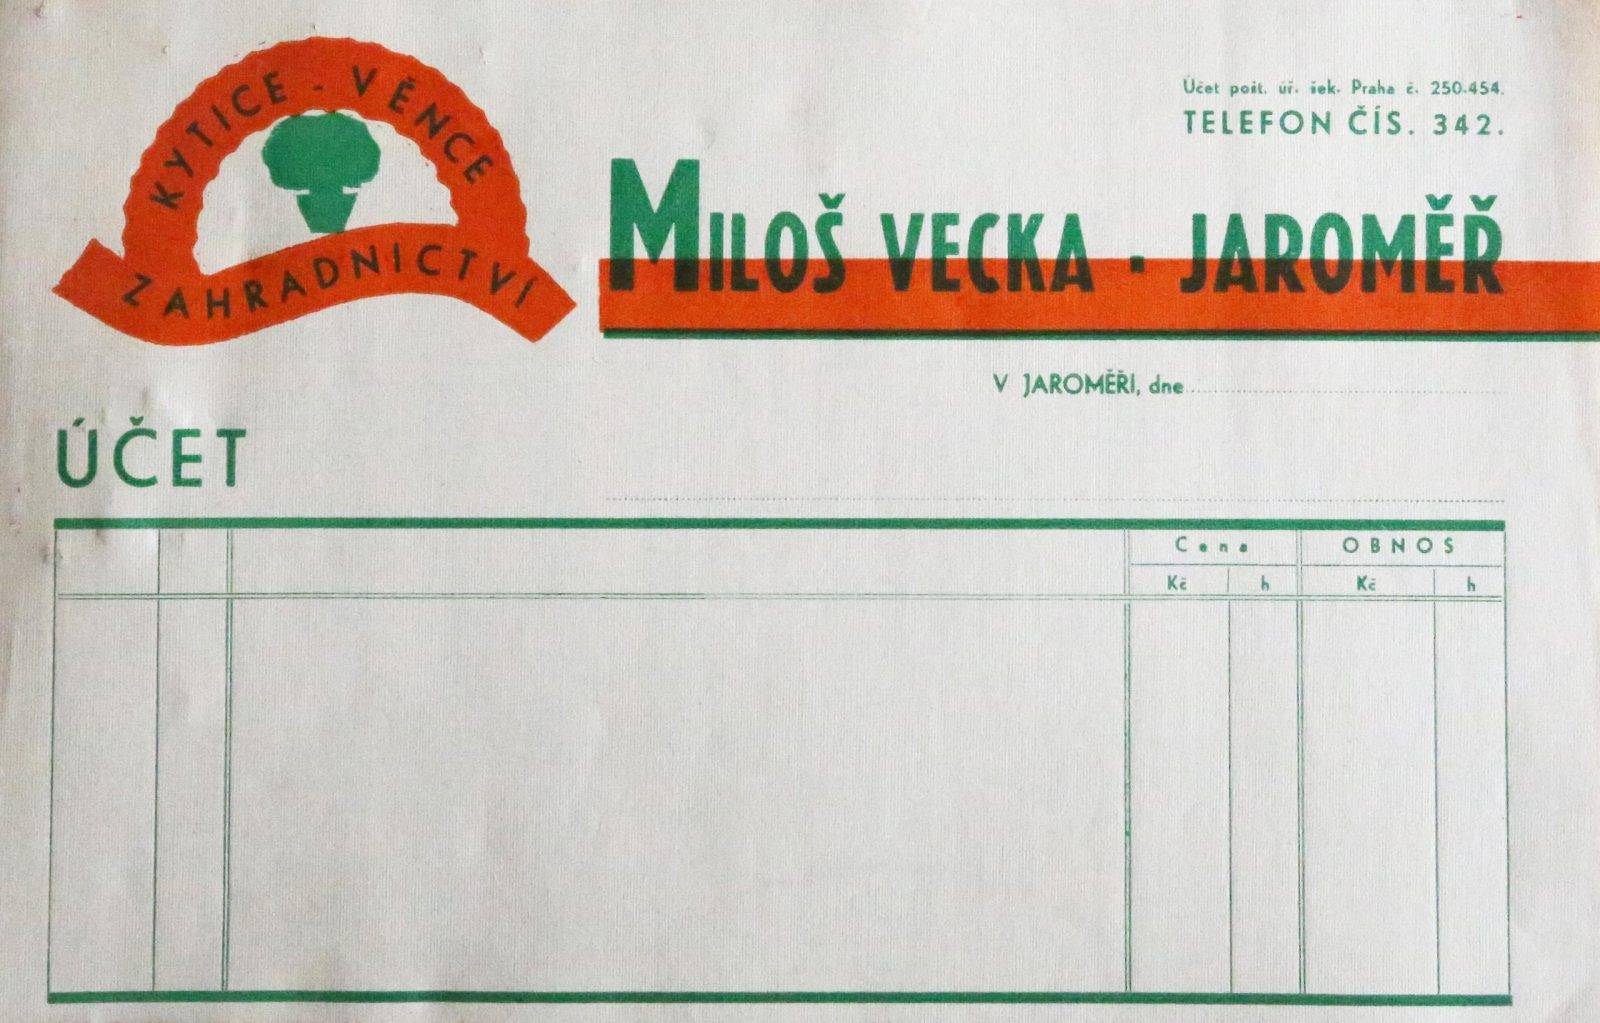 KYTICE - VĚNCE
ZAHRADNICTVÍ
Účet pošt. úř. šek. Praha č. 250.454.
TELEFON ČÍS. 342.
MILOŠ VECKA · JAROMĚŘ
V JAROMĚŘI, dne
ÚČET
Cena OBNOS
Kč h Kč h